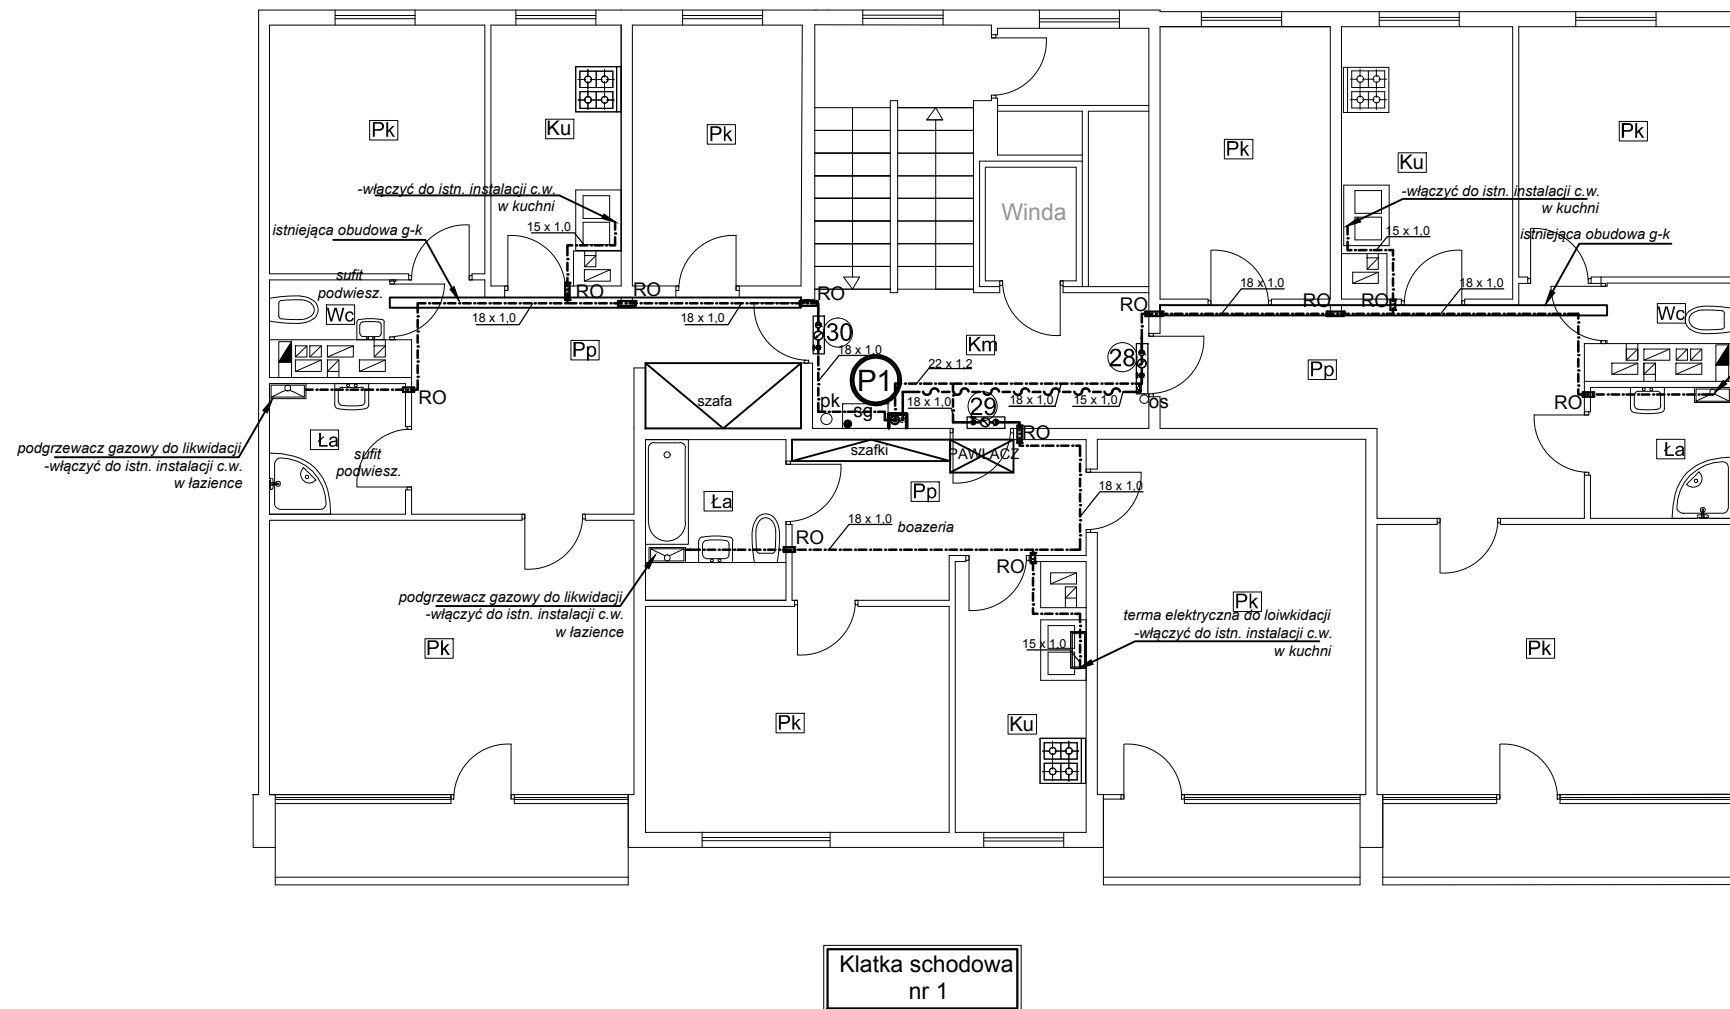 Pk
Ku
Pk
Pk
Ku
Pk
-włączyć do istn. instalacji c.w.
w kuchni
15 x 1,0
istniejąca obudowa g-k
Winda
-włączyć do istn. instalacji c.w.
w kuchni
15 x 1,0
istniejąca obudowa g-k
sufit
podwiesz.
RO
RO
RO
RO
RO
RO
18 x 1,0
18 x 1,0
18 x 1,0
18 x 1,0
Wc
Wc
Pp
30
Km
28
Pp
18 x 1,0
22 x 1,2
P1
szafa
pk
sg
18 x 1,0
29
18 x 1,0
15 x 1,0
os
RO
RO
RO
podgrzewacz gazowy do likwidacji
-włączyć do istn. instalacji c.w.
w łazience
Ła
sufit
podwiesz.
szafki
PAWLACZ
Ła
Pp
Ła
18 x 1,0
18 x 1,0
boazeria
RO
RO
podgrzewacz gazowy do likwidacji
-włączyć do istn. instalacji c.w.
w łazience
Pk
terma elektryczna do loiwkidacji
-włączyć do istn. instalacji c.w.
w kuchni
Pk
15 x 1,0
Pk
Pk
Ku
Klatka schodowa
nr 1